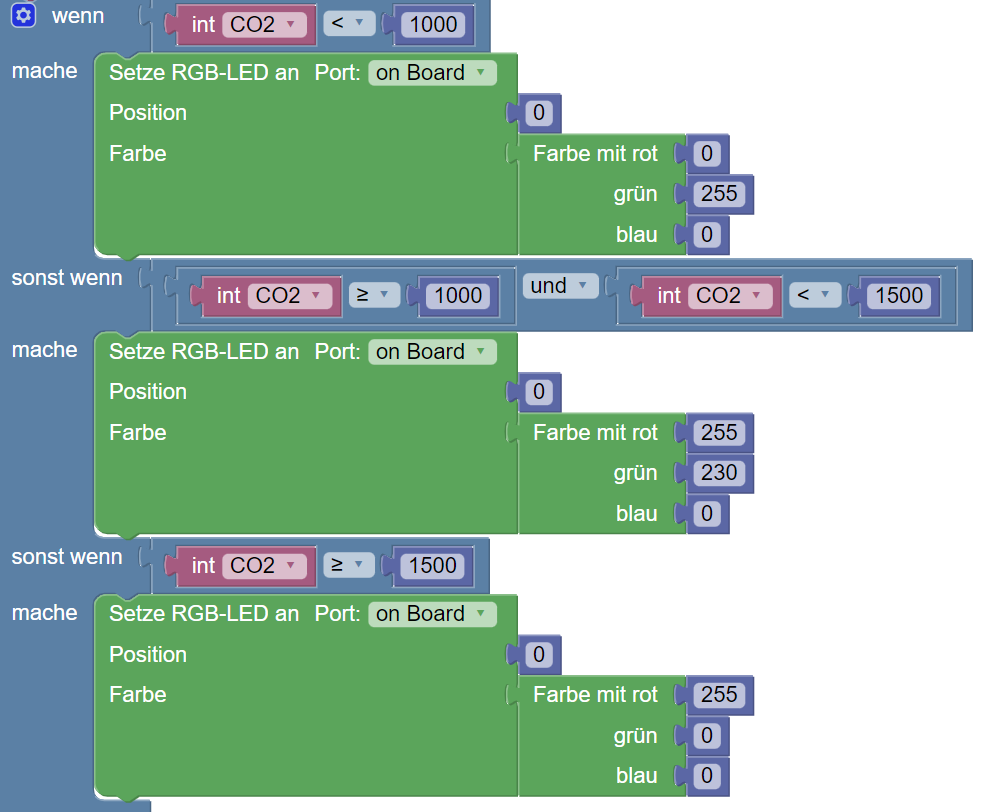 wenn int CO2 < 1000
mache Setze RGB-LED an Port: on Board
Position 0
Farbe Farbe mit rot 0
grün 255
blau 0
sonst wenn int CO2 ≥ 1000 und int CO2 < 1500
mache Setze RGB-LED an Port: on Board
Position 0
Farbe Farbe mit rot 255
grün 230
blau 0
sonst wenn int CO2 ≥ 1500
mache Setze RGB-LED an Port: on Board
Position 0
Farbe Farbe mit rot 255
grün 0
blau 0